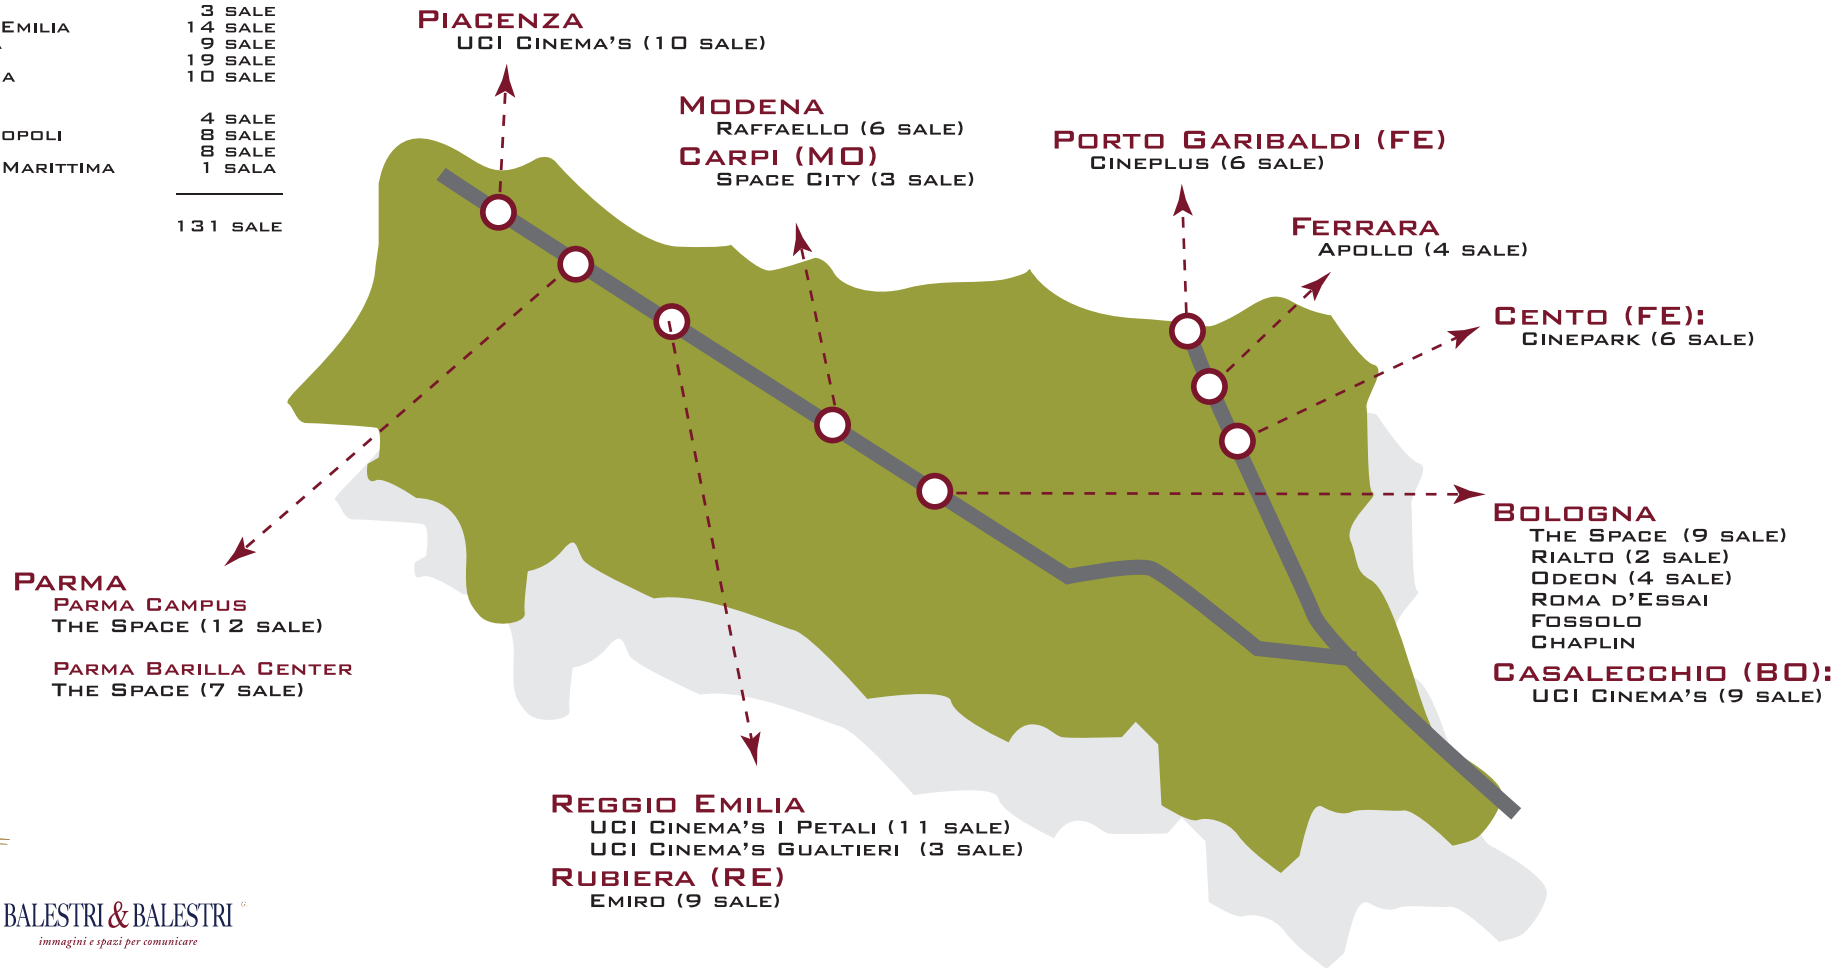 3 SALE
EMILIA 14 SALE
A 9 SALE
19 SALE
A 10 SALE
4 SALE
OPOLI 8 SALE
8 SALE
MARITTIMA 1 SALA
131 SALE
PIACENZA
UCI CINEMA'S (10 SALE)
MODENA
RAFFAELLO (6 SALE)
CARPI (MO)
SPACE CITY (3 SALE)
PORTO GARIBALDI (FE)
CINEPLUS (6 SALE)
FERRARA
APOLLO (4 SALE)
CENTO (FE):
CINEPARK (6 SALE)
BOLOGNA
THE SPACE (9 SALE)
RIALTO (2 SALE)
ODEON (4 SALE)
ROMA D'ESSAI
FOSSOLO
CHAPLIN
CASALECCHIO (BO):
UCI CINEMA'S (9 SALE)
PARMA
PARMA CAMPUS
THE SPACE (12 SALE)
PARMA BARILLA CENTER
THE SPACE (7 SALE)
REGGIO EMILIA
UCI CINEMA'S I PETALI (11 SALE)
UCI CINEMA'S GUALTIERI (3 SALE)
RUBIERA (RE)
EMIRO (9 SALE)
BALESTRI & BALESTRI
immagini e spazi per comunicare